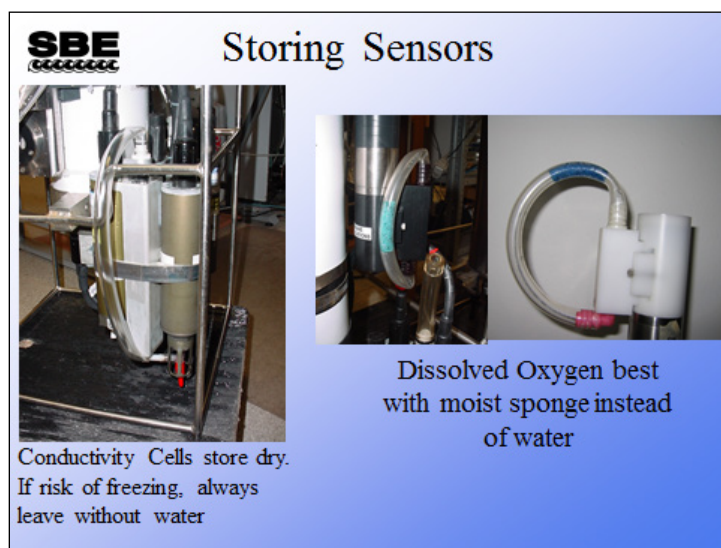 SBE
Storing Sensors
Conductivity Cells store dry.
If risk of freezing, always
leave without water
Dissolved Oxygen best
with moist sponge instead
of water